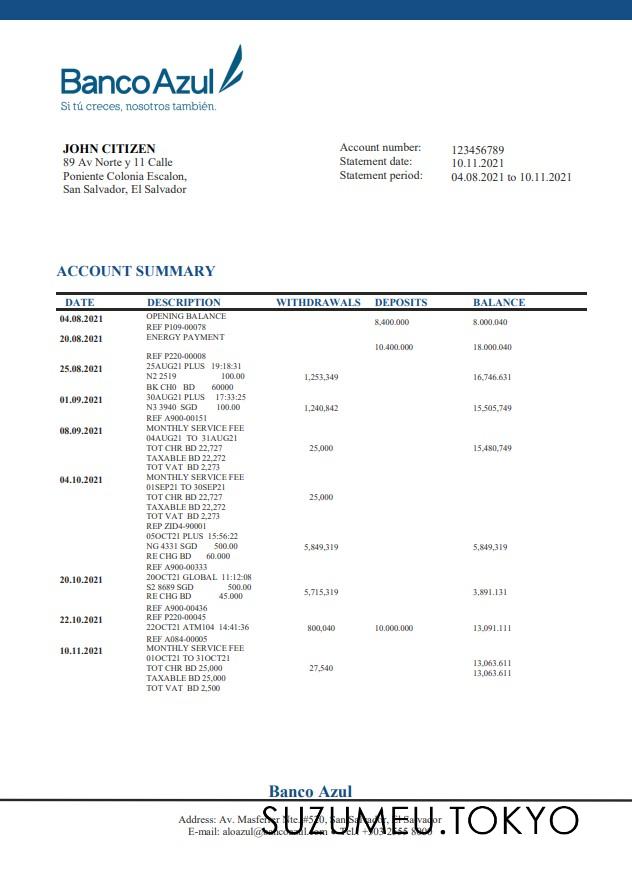 Banco Azul
Si tú creces, nosotros también.
JOHN CITIZEN
89 Av Norte y 11 Calle
Poniente Colonia Escalon,
San Salvador, El Salvador
Account number: 123456789
Statement date: 10.11.2021
Statement period: 04.08.2021 to 10.11.2021
ACCOUNT SUMMARY
DATE DESCRIPTION WITHDRAWALS DEPOSITS BALANCE
04.08.2021 OPENING BALANCE
8,400.000 8.000.040
REF P109-00078
20.08.2021 ENERGY PAYMENT
10.400.000 18.000.040
REF P220-00008
25.08.2021 25AUG21 PLUS 19:18:31
N2 2519 100.00 1,253,349 16,746.631
BK CH0 BD 60000
01.09.2021 30AUG21 PLUS 17:33:25
N3 3940 SGD 100.00 1,240,842 15,505,749
REF A900-00151
08.09.2021 MONTHLY SERVICE FEE
04AUG21 TO 31AUG21
TOT CHR BD 22,727 25,000 15,480,749
TAXABLE BD 22,272
TOT VAT BD 2,273
04.10.2021 MONTHLY SERVICE FEE
01SEP21 TO 30SEP21
TOT CHR BD 22,727 25,000
TAXABLE BD 22,272
TOT VAT BD 2,273
REP ZID4-90001
05OCT21 PLUS 15:56:22
NG 4331 SGD 500.00 5,849,319 5,849,319
RE CHG BD 60.000
REF A900-00333
20.10.2021 20OCT21 GLOBAL 11:12:08
S2 8689 SGD 500.00
RE CHG BD 45.000 5,715,319 3,891.131
REF A900-00436
22.10.2021 REF P220-00045
22OCT21 ATM104 14:41:36 800,040 10.000.000 13,091.111
REF A084-00005
10.11.2021 MONTHLY SERVICE FEE
01OCT21 TO 31OCT21 13,063.611
TOT CHR BD 25,000 27,540 13,063.611
TAXABLE BD 25,000
TOT VAT BD 2,500
Banco Azul
Address: Av. Masferrer Nte. #520, San Salvador, El Salvador
E-mail: aloazul@bancoazul.com • Tel.: +503 2555 8000
SUZUMEU.TOKYO